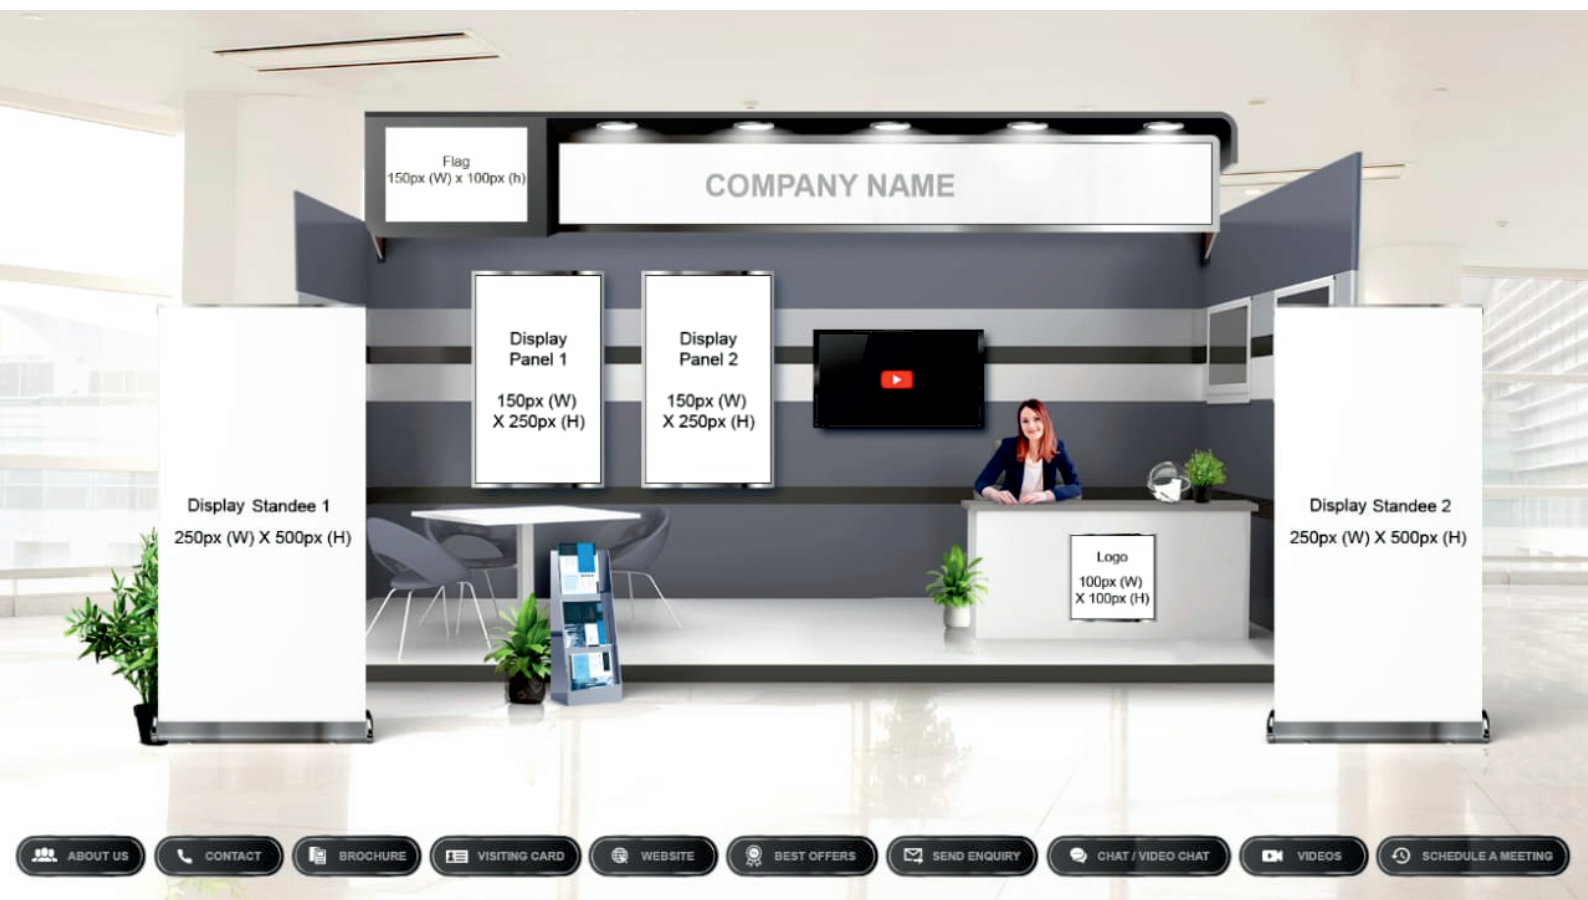 Flag
150px (W) x 100px (h)
COMPANY NAME
Display
Panel 1
150px (W)
X 250px (H)
Display
Panel 2
150px (W)
X 250px (H)
Display Standee 1
250px (W) X 500px (H)
Logo
100px (W)
X 100px (H)
Display Standee 2
250px (W) X 500px (H)
ABOUT US
CONTACT
BROCHURE
VISITING CARD
WEBSITE
BEST OFFERS
SEND ENQUIRY
CHAT / VIDEO CHAT
VIDEOS
SCHEDULE A MEETING